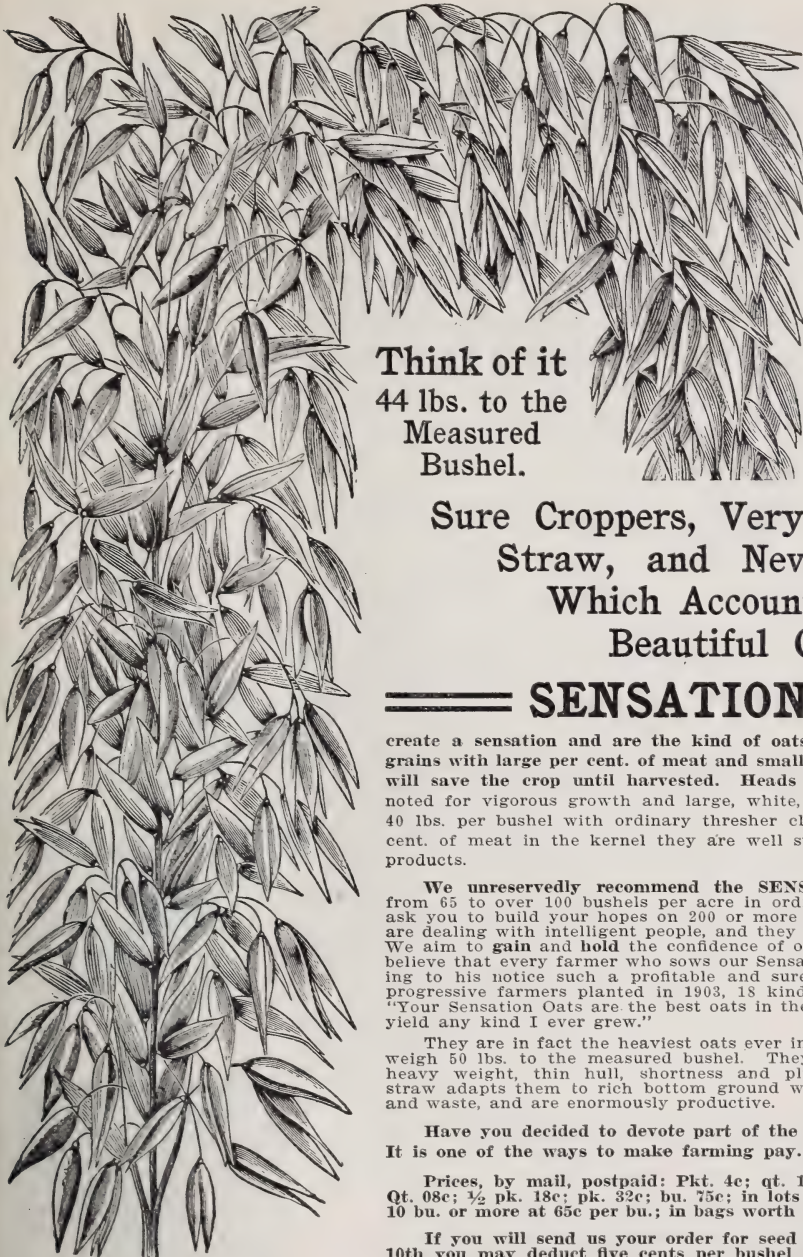 Think of it
44 lbs. to the
Measured
Bushel.
Sure Croppers, Very
Straw, and Nev
Which Accoun
Beautiful
SENSATION
create a sensation and are the kind of oats
grains with large per cent. of meat and small
will save the crop until harvested. Heads
noted for vigorous growth and large, white,
40 lbs. per bushel with ordinary thresher cl
cent. of meat in the kernel they are well s
products.
We unreservedly recommend the SENS
from 65 to over 100 bushels per acre in ord
ask you to build your hopes on 200 or more
are dealing with intelligent people, and they
We aim to gain and hold the confidence of o
believe that every farmer who sows our Sensa
ing to his notice such a profitable and sure
progressive farmers planted in 1903, 18 kind
"Your Sensation Oats are the best oats in the
yield any kind I ever grew."
They are in fact the heaviest oats ever in
weigh 50 lbs. to the measured bushel. They
heavy weight, thin hull, shortness and pl
straw adapts them to rich bottom ground w
and waste, and are enormously productive.
Have you decided to devote part of the
It is one of the ways to make farming pay.
Prices, by mail, postpaid: Pkt. 4c; qt. 1
Qt. 08c; ½ pk. 18c; pk. 32c; bu. 75c; in lots
10 bu. or more at 65c per bu.; in bags worth
If you will send us your order for seed
10th you may deduct five cents per bushel